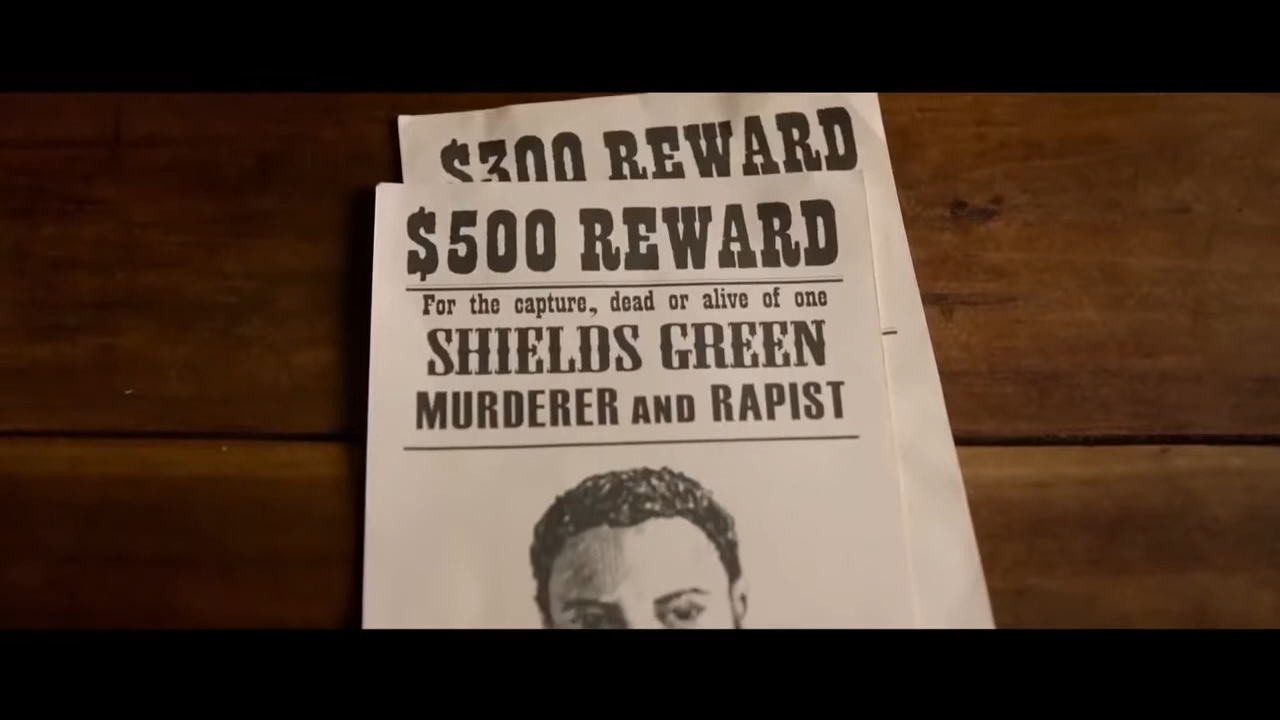 $300 REWARD
$500 REWARD
For the capture, dead or alive of one
SHIELDS GREEN
MURDERER AND RAPIST